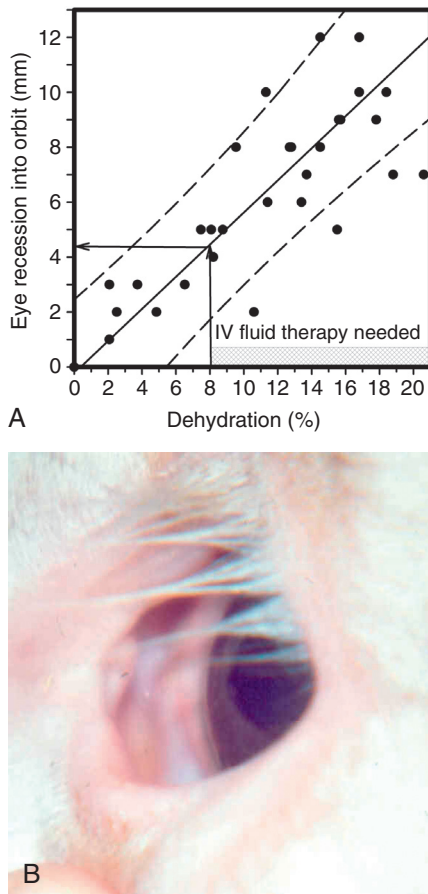 12
10
8
6
4
2
0
Eye recession into orbit (mm)
IV fluid therapy needed
0 2 4 6 8 10 12 14 16 18 20
A
Dehydration (%)
B